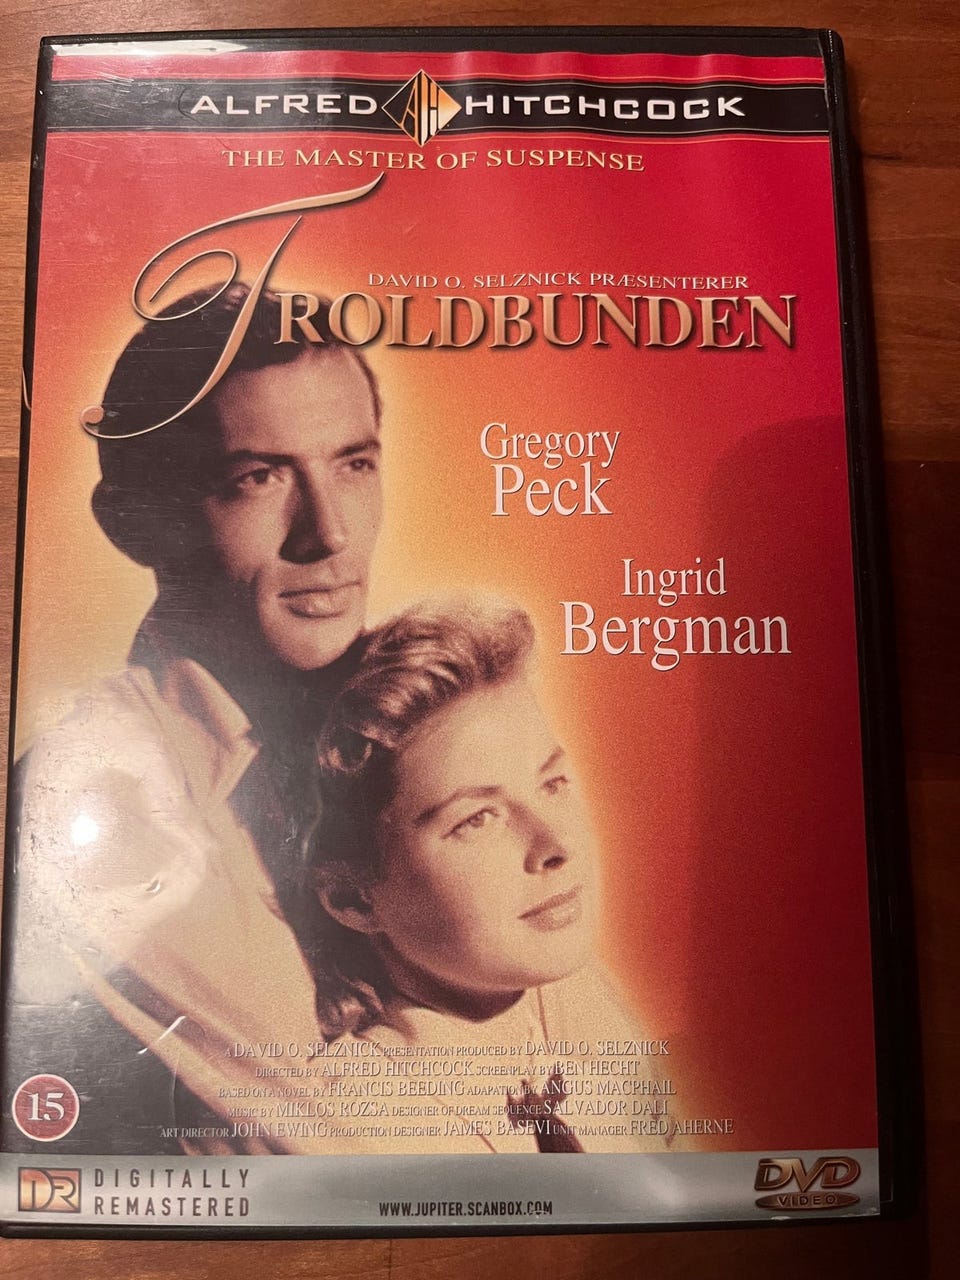 ALFRED AH HITCHCOCK
THE MASTER OF SUSPENSE
DAVID O. SELZNICK PRÆSENTERER
TROLDBUNDEN
Gregory
Peck
Ingrid
Bergman
A DAVID O. SELZNICK PRESENTATION PRODUCED BY DAVID O. SELZNICK
DIRECTED BY ALFRED HITCHCOCK SCREENPLAY BY BEN HECHT
BASED ON A NOVEL BY FRANCIS BEEDING ADAPATION BY ANGUS MACPHAIL
MUSIC BY MIKLOS ROZSA DESIGNER OF DREAM SEQUENCE SALVADOR DALI
ART DIRECTOR JOHN EWING PRODUCTION DESIGNER JAMES BASEVI UNIT MANAGER FRED AHERNE
15
DR DIGITALLY
REMASTERED
WWW.JUPITER.SCANBOX.COM
DVD
VIDEO